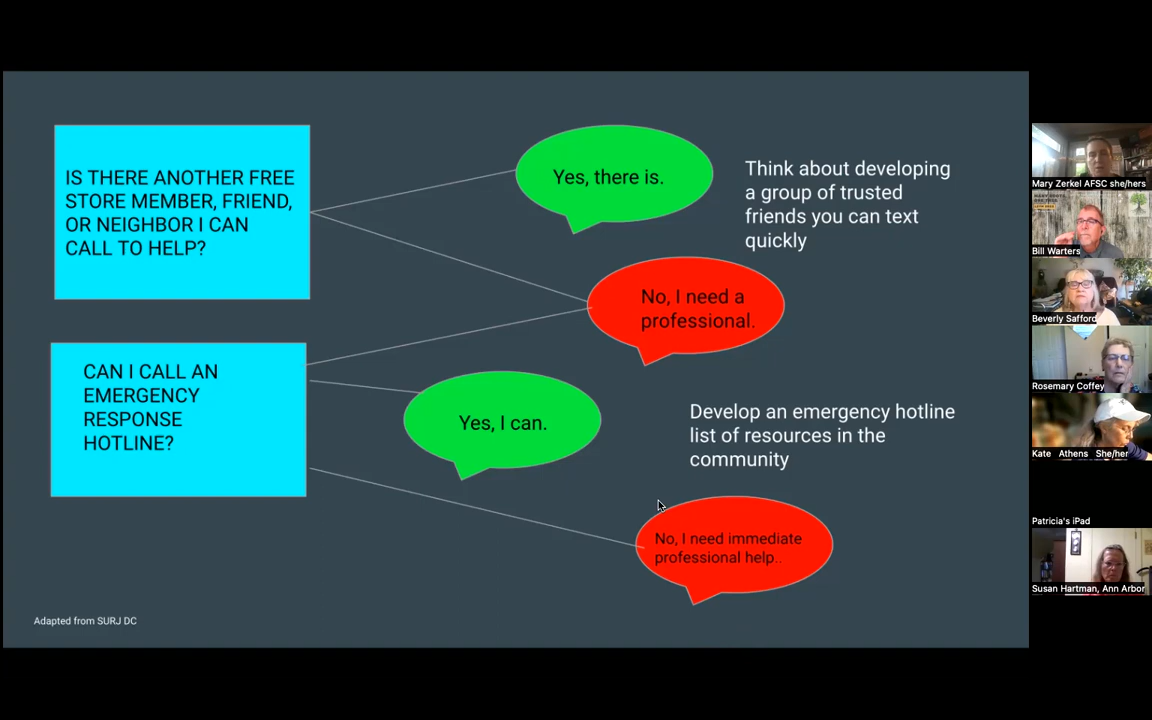 IS THERE ANOTHER FREE
STORE MEMBER, FRIEND,
OR NEIGHBOR I CAN
CALL TO HELP?
Yes, there is.
Think about developing
a group of trusted
friends you can text
quickly
No, I need a
professional.
CAN I CALL AN
EMERGENCY
RESPONSE
HOTLINE?
Yes, I can.
Develop an emergency hotline
list of resources in the
community
No, I need immediate
professional help..
Adapted from SURJ DC
Mary Zerkel AFSC she/hers
Bill Warters
Beverly Safford
Rosemary Coffey
Kate Athens She/her
Patricia's iPad
Susan Hartman, Ann Arbor